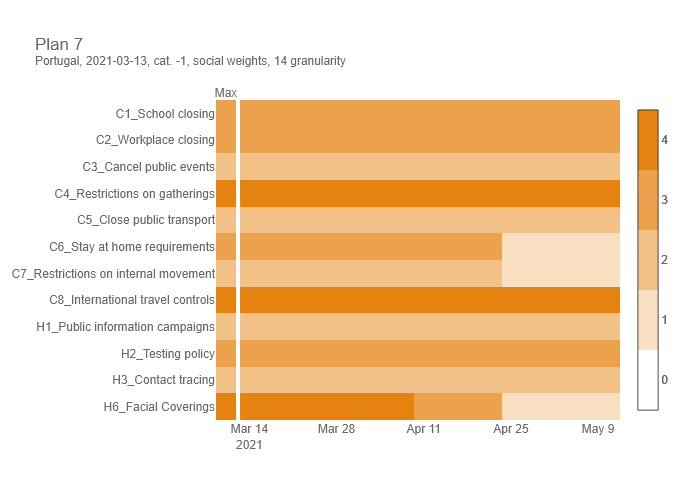 Plan 7
Portugal, 2021-03-13, cat. -1, social weights, 14 granularity
Max
C1_School closing
C2_Workplace closing
C3_Cancel public events
C4_Restrictions on gatherings
C5_Close public transport
C6_Stay at home requirements
C7_Restrictions on internal movement
C8_International travel controls
H1_Public information campaigns
H2_Testing policy
H3_Contact tracing
H6_Facial Coverings
Mar 14 Mar 28 Apr 11 Apr 25 May 9
2021
4
3
2
1
0